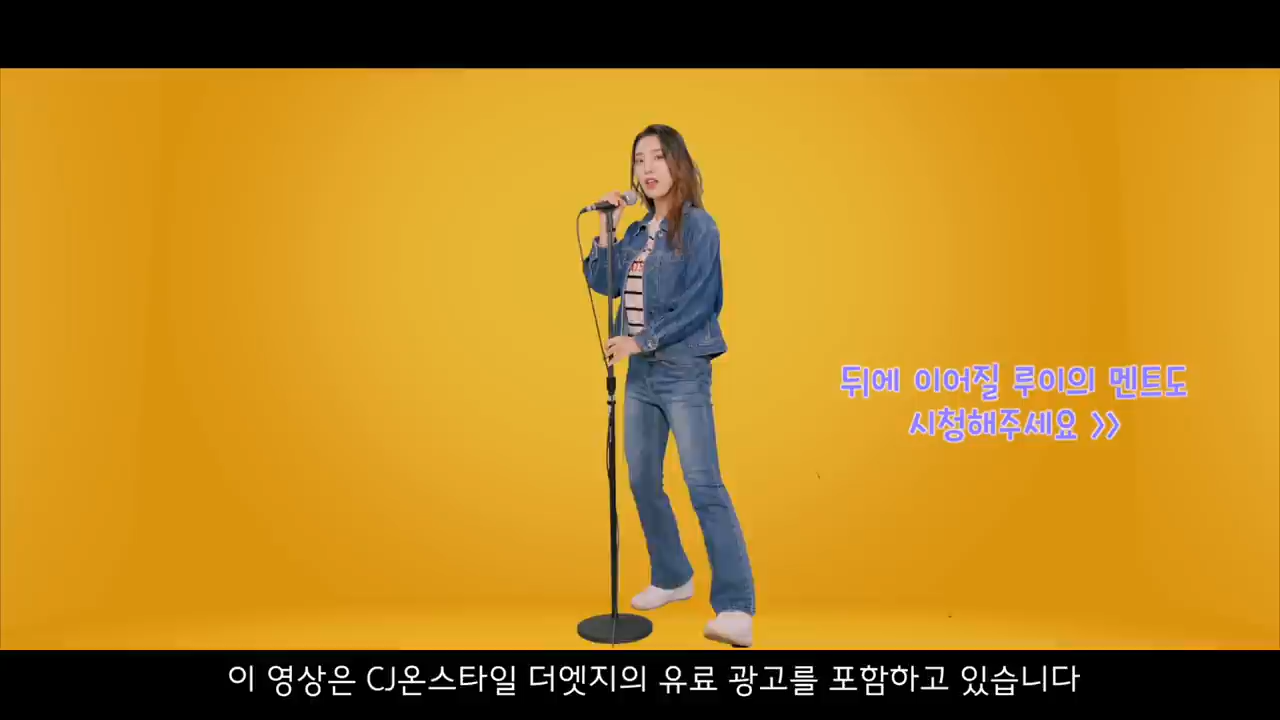 뒤에 이어질 루이의 멘트도
시청해주세요 >>
이 영상은 CJ온스타일 더엣지의 유료 광고를 포함하고 있습니다